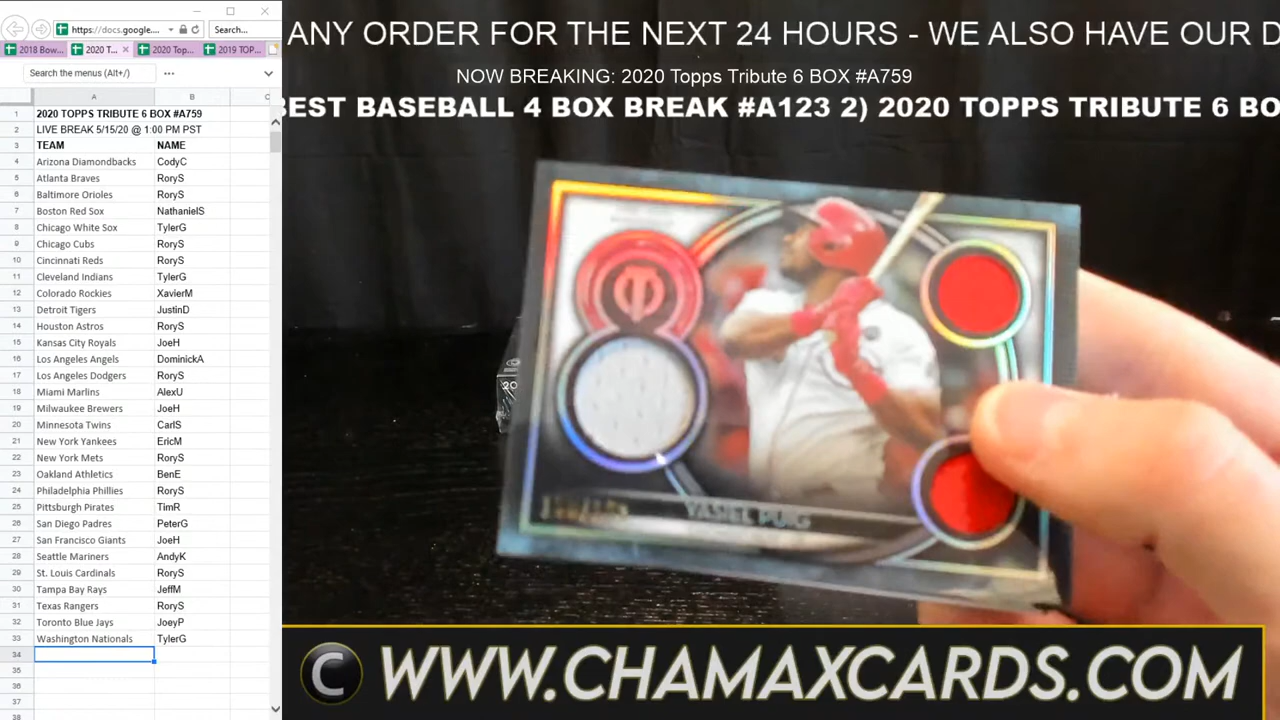 https://docs.google....
Search...
2018 Bow...
2020 T...
2020 Top...
2019 TOP...
Search the menus (Alt+/)
A B C
1 2020 TOPPS TRIBUTE 6 BOX #A759
2 LIVE BREAK 5/15/20 @ 1:00 PM PST
3 TEAM NAME
4 Arizona Diamondbacks CodyC
5 Atlanta Braves RoryS
6 Baltimore Orioles RoryS
7 Boston Red Sox NathanielS
8 Chicago White Sox TylerG
9 Chicago Cubs RoryS
10 Cincinnati Reds RoryS
11 Cleveland Indians TylerG
12 Colorado Rockies XavierM
13 Detroit Tigers JustinD
14 Houston Astros RoryS
15 Kansas City Royals JoeH
16 Los Angeles Angels DominickA
17 Los Angeles Dodgers RoryS
18 Miami Marlins AlexU
19 Milwaukee Brewers JoeH
20 Minnesota Twins CarlS
21 New York Yankees EricM
22 New York Mets RoryS
23 Oakland Athletics BenE
24 Philadelphia Phillies RoryS
25 Pittsburgh Pirates TimR
26 San Diego Padres PeterG
27 San Francisco Giants JoeH
28 Seattle Mariners AndyK
29 St. Louis Cardinals RoryS
30 Tampa Bay Rays JeffM
31 Texas Rangers RoryS
32 Toronto Blue Jays JoeyP
33 Washington Nationals TylerG
34
35
36
37
38
ANY ORDER FOR THE NEXT 24 HOURS - WE ALSO HAVE OUR D
NOW BREAKING: 2020 Topps Tribute 6 BOX #A759
BEST BASEBALL 4 BOX BREAK #A123 2) 2020 TOPPS TRIBUTE 6 BO
20
YASIEL PUIG
C WWW.CHAMAXCARDS.COM